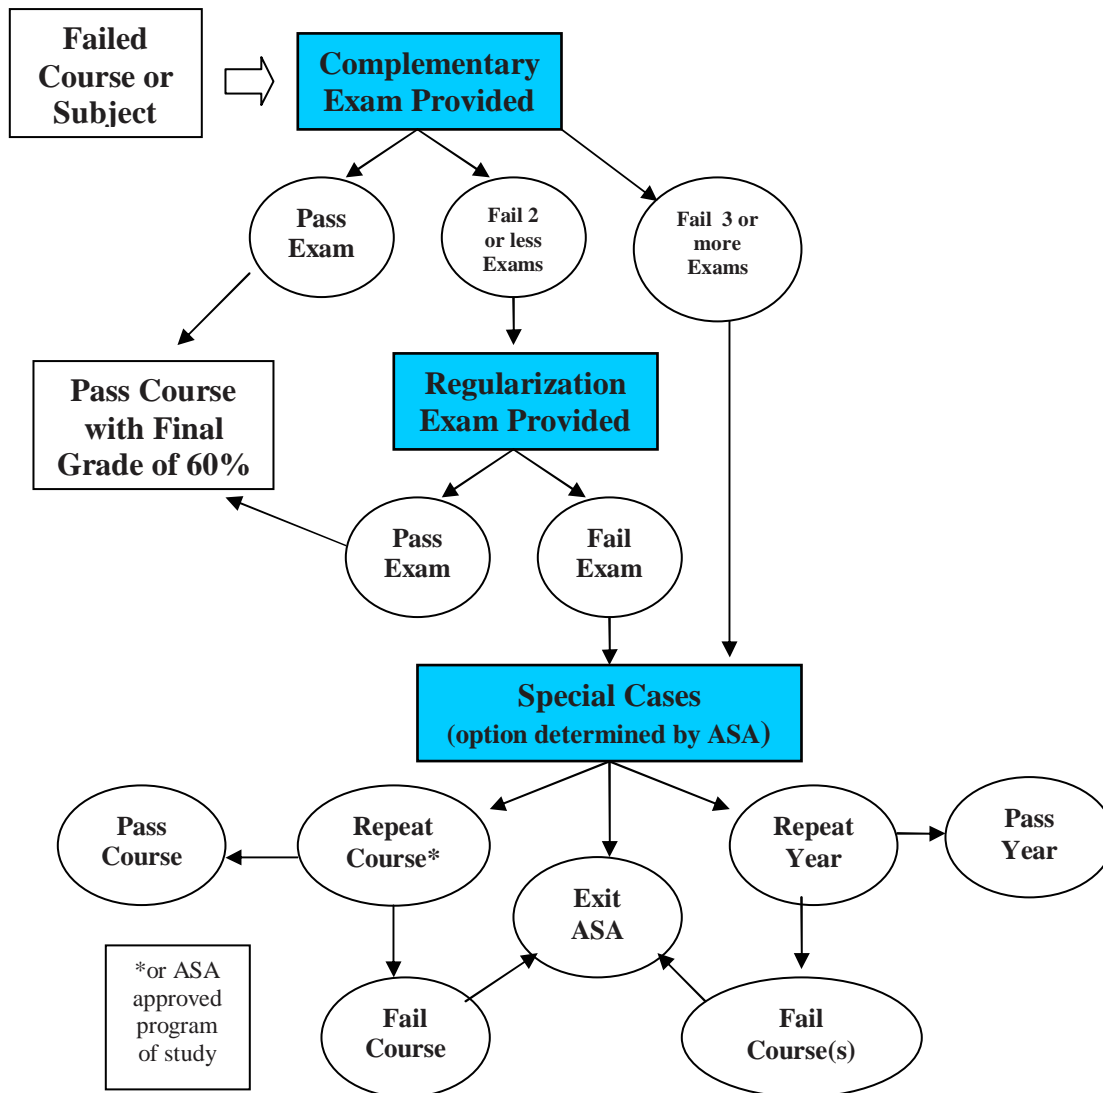 Failed
Course or
Subject
Complementary
Exam Provided
Pass
Exam
Fail 2
or less
Exams
Fail 3 or
more
Exams
Pass Course
with Final
Grade of 60%
Regularization
Exam Provided
Pass
Exam
Fail
Exam
Special Cases
(option determined by ASA)
Pass
Course
Repeat
Course*
Exit
ASA
Repeat
Year
Pass
Year
*or ASA
approved
program
of study
Fail
Course
Fail
Course(s)